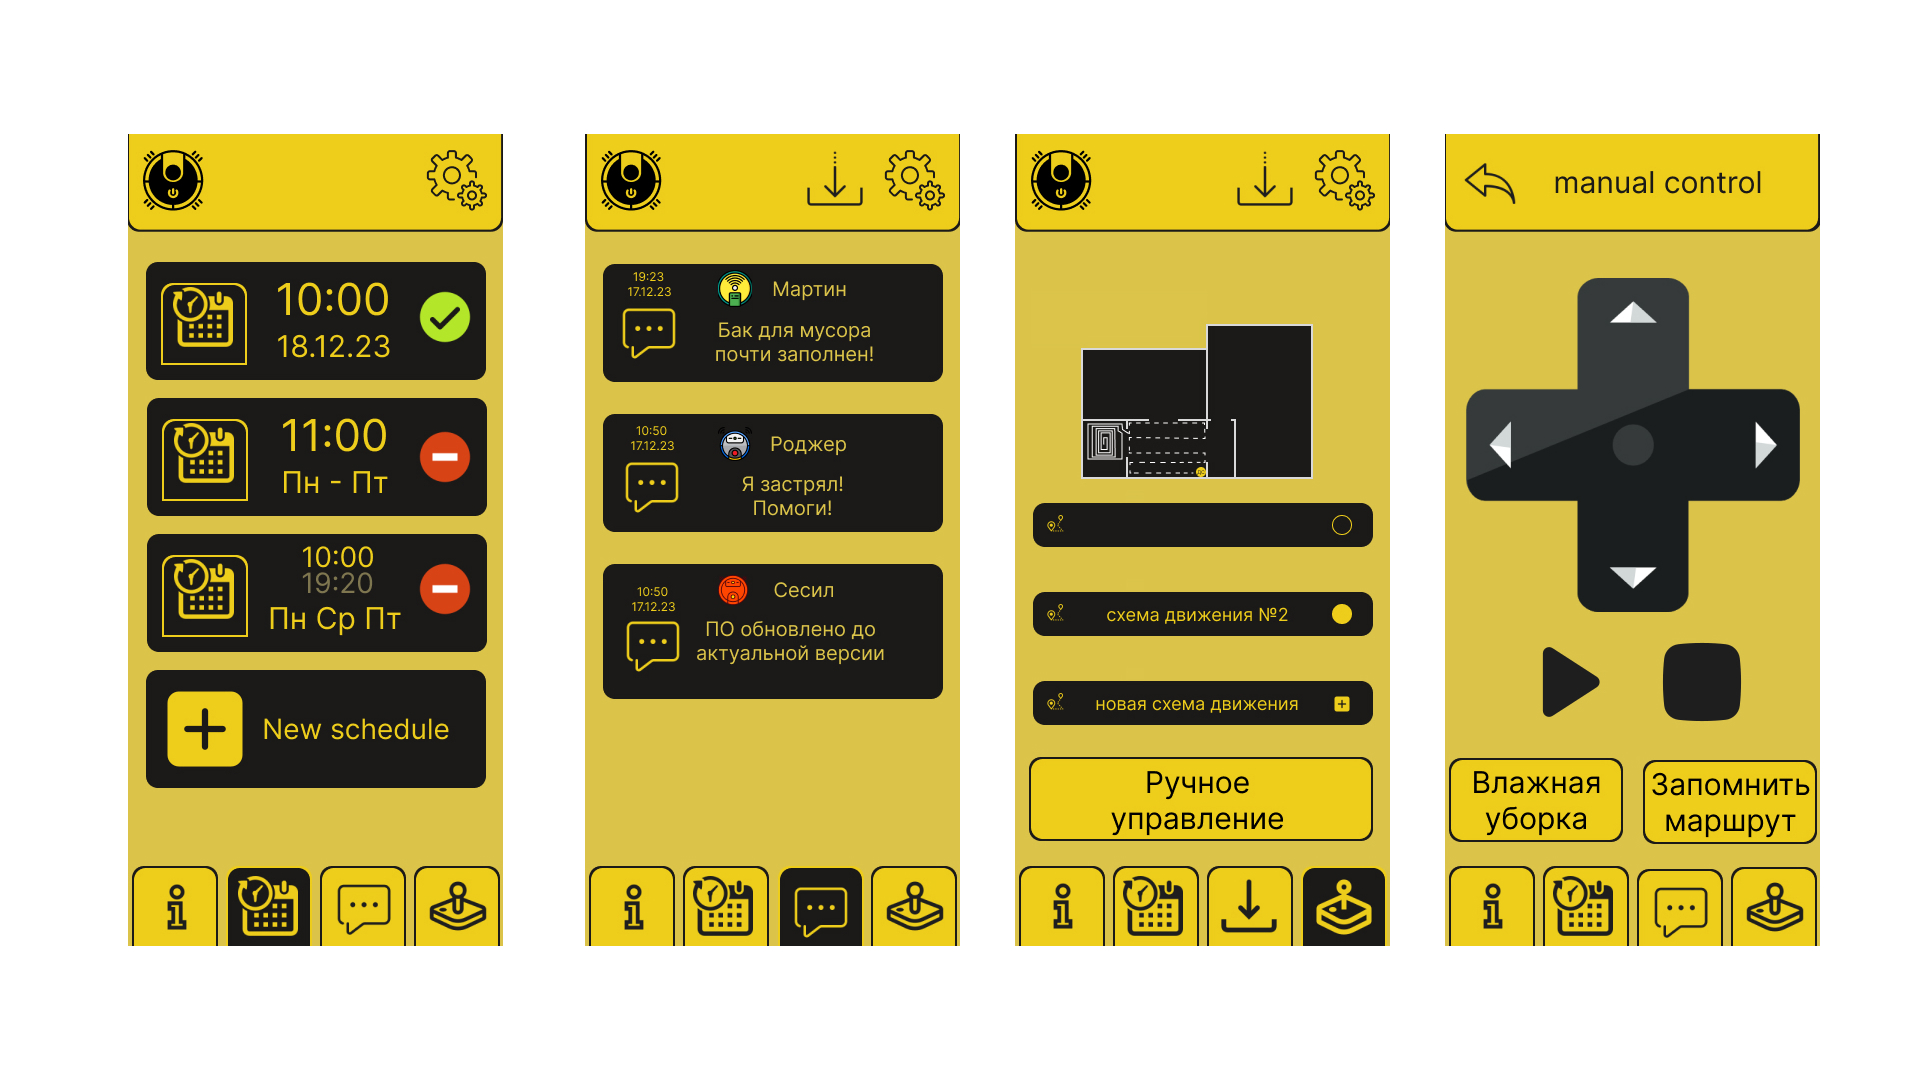 10:00
18.12.23
11:00
Пн - Пт
10:00
19:20
Пн Ср Пт
New schedule
19:23
17.12.23
Мартин
Бак для мусора
почти заполнен!
10:50
17.12.23
Роджер
Я застрял!
Помоги!
10:50
17.12.23
Сесил
ПО обновлено до
актуальной версии
схема движения №2
новая схема движения
Ручное
управление
manual control
Влажная
уборка
Запомнить
маршрут